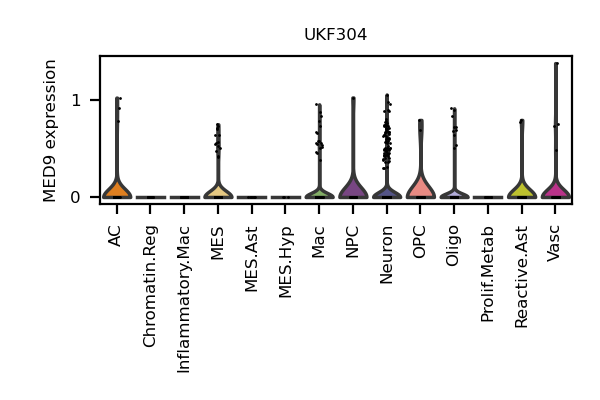 UKF304
MED9 expression
1
0
AC
Chromatin.Reg
Inflammatory.Mac
MES
MES.Ast
MES.Hyp
Mac
NPC
Neuron
OPC
Oligo
Prolif.Metab
Reactive.Ast
Vasc